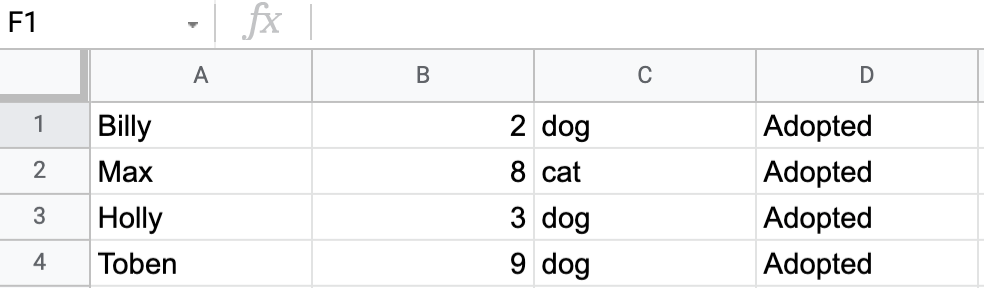 F1 fx
A B C D
1 Billy 2 dog Adopted
2 Max 8 cat Adopted
3 Holly 3 dog Adopted
4 Toben 9 dog Adopted